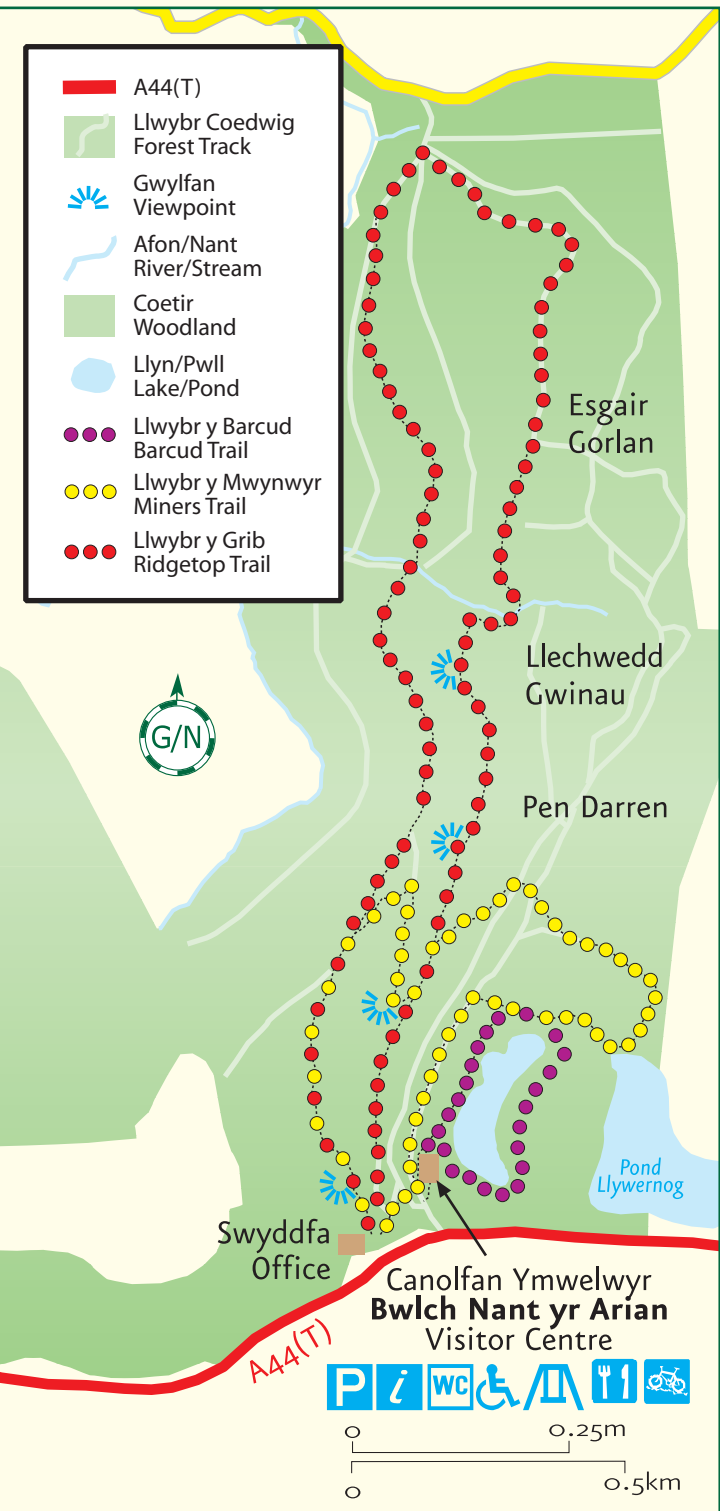 A44(T)
Llwybr Coedwig
Forest Track
Gwylfan
Viewpoint
Afon/Nant
River/Stream
Coetir
Woodland
Llyn/Pwll
Lake/Pond
Llwybr y Barcud
Barcud Trail
Llwybr y Mwynwyr
Miners Trail
Llwybr y Grib
Ridgetop Trail
Esgair
Gorlan
Llechwedd
Gwinau
G/N
Pen Darren
Pond
Llywernog
Swyddfa
Office
Canolfan Ymwelwyr
Bwlch Nant yr Arian
Visitor Centre
A44(T)
P i WC
0 0.25m
0 0.5km